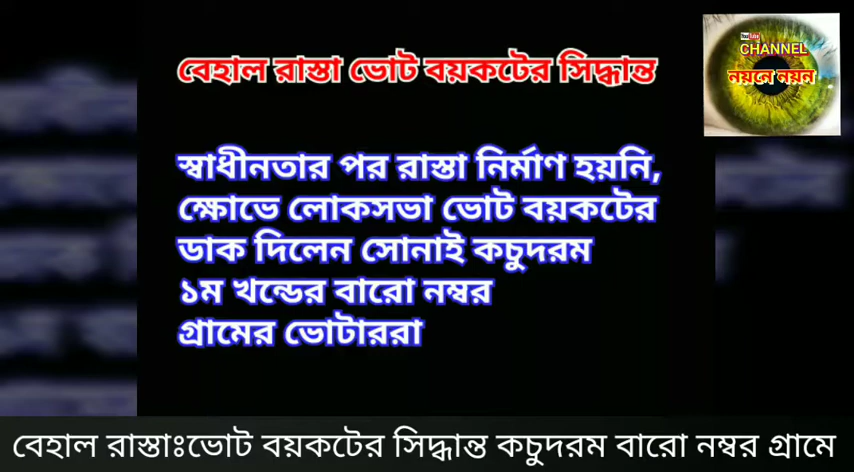 YouTube
CHANNEL
নয়নে নয়ন
বেহাল রাস্তা ভোট বয়কটের সিদ্ধান্ত
স্বাধীনতার পর রাস্তা নির্মাণ হয়নি,
ক্ষোভে লোকসভা ভোট বয়কটের
ডাক দিলেন সোনাই কচুদরম
১ম খন্ডের বারো নম্বর
গ্রামের ভোটাররা
বেহাল রাস্তাঃভোট বয়কটের সিদ্ধান্ত কচুদরম বারো নম্বর গ্রামে